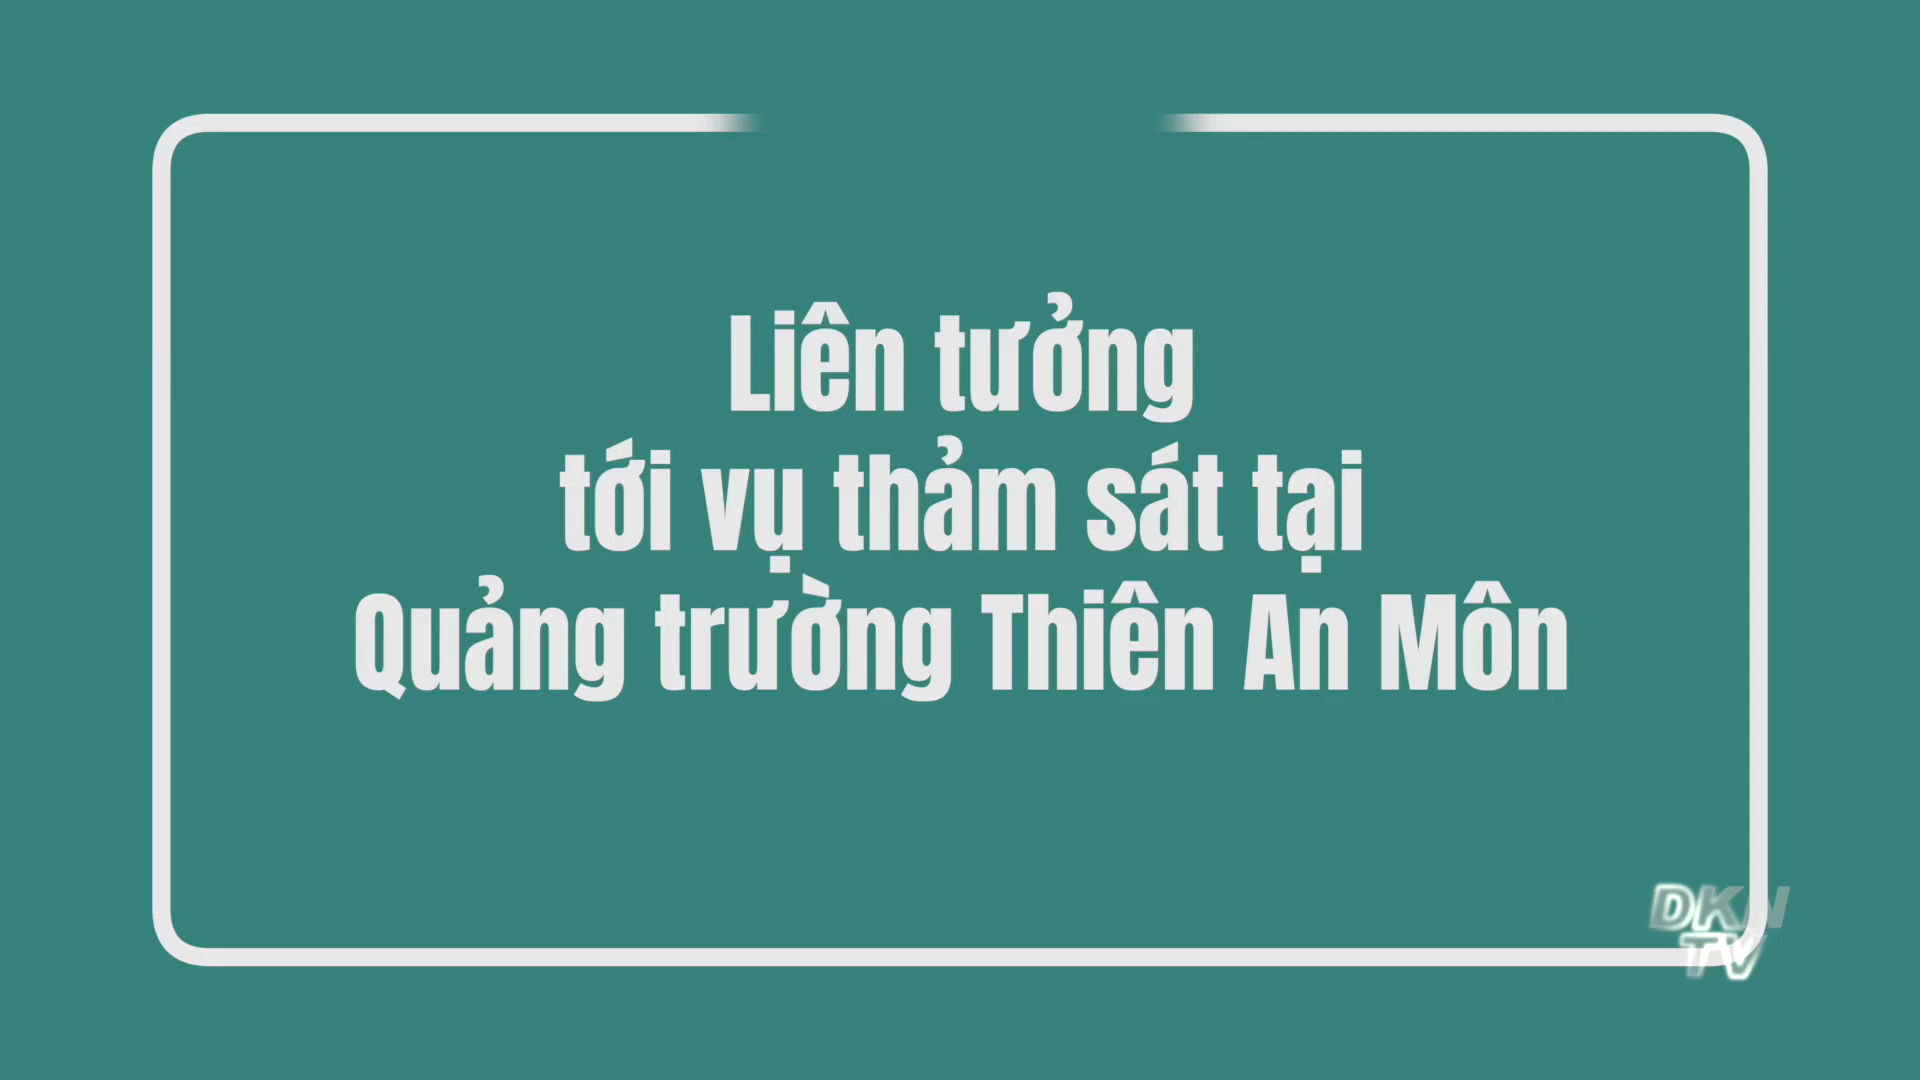 Liên tưởng
tới vụ thảm sát tại
Quảng trường Thiên An Môn
DKN
TV